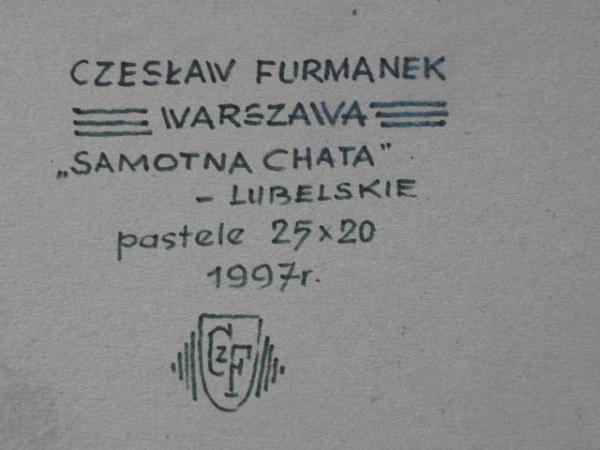 CZESŁAW FURMANEK
WARSZAWA
„SAMOTNA CHATA”
- LUBELSKIE
pastele 25x20
1997r.
CzF